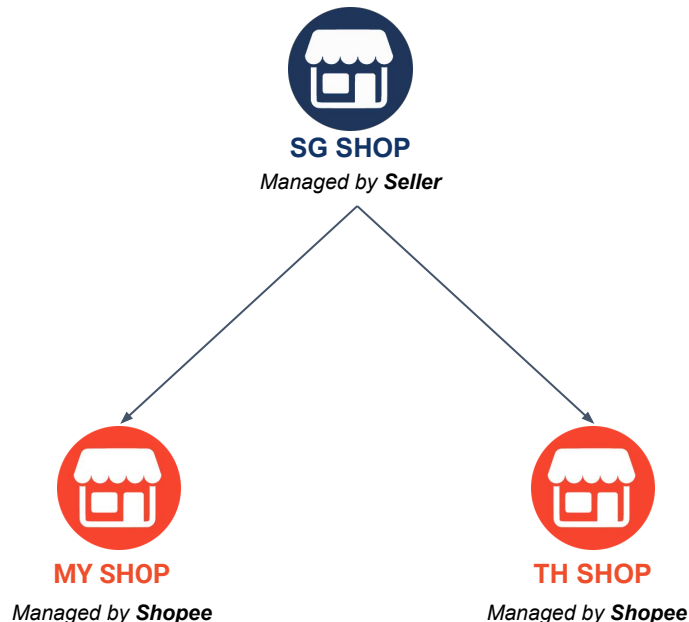 SG SHOP
Managed by Seller
MY SHOP
Managed by Shopee
TH SHOP
Managed by Shopee